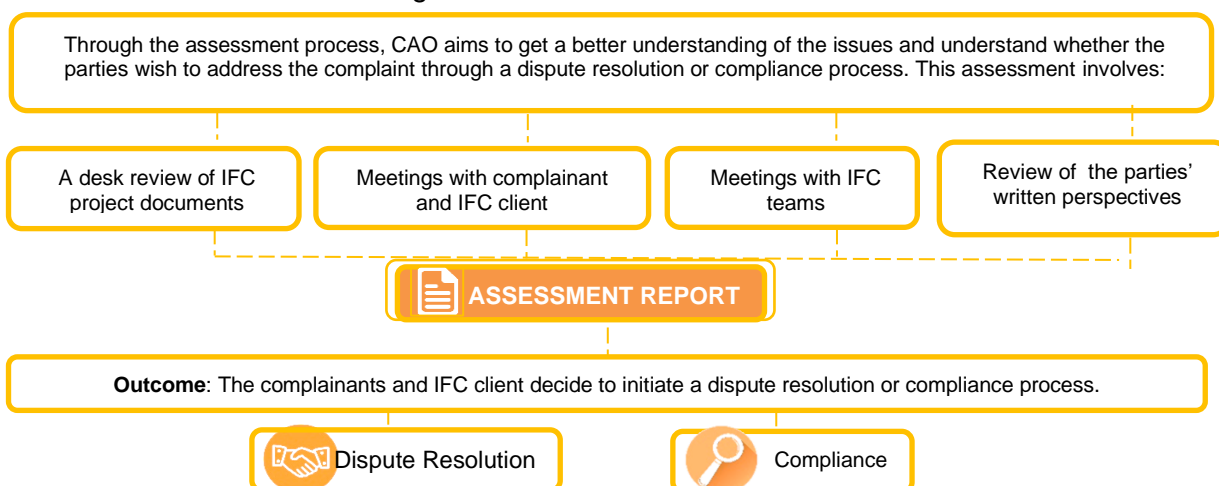 Through the assessment process, CAO aims to get a better understanding of the issues and understand whether the
parties wish to address the complaint through a dispute resolution or compliance process. This assessment involves:
A desk review of IFC
project documents
Meetings with complainant
and IFC client
Meetings with IFC
teams
Review of the parties’
written perspectives
ASSESSMENT REPORT
Outcome: The complainants and IFC client decide to initiate a dispute resolution or compliance process.
Dispute Resolution
Compliance